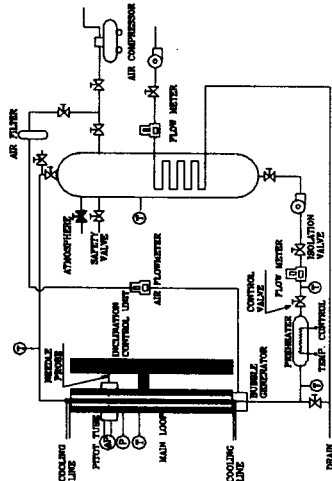 AIR COMPRESSOR
AIR FILTER
FLOW METER
ATMOSPHERE
SAFETY VALVE
ISOLATION VALVE
FLOW METER
CONTROL VALVE
AIR FLOWMETER
INCLINATION CONTROL UNIT
NEEDLE PROBE
PREHEATER
TEMP. CONTROL
BUBBLE GENERATOR
PITOT TUBE
ΔP
P
T
MAIN LOOP
COOLING LINE
COOLING LINE
DRAIN
T
T
T
T